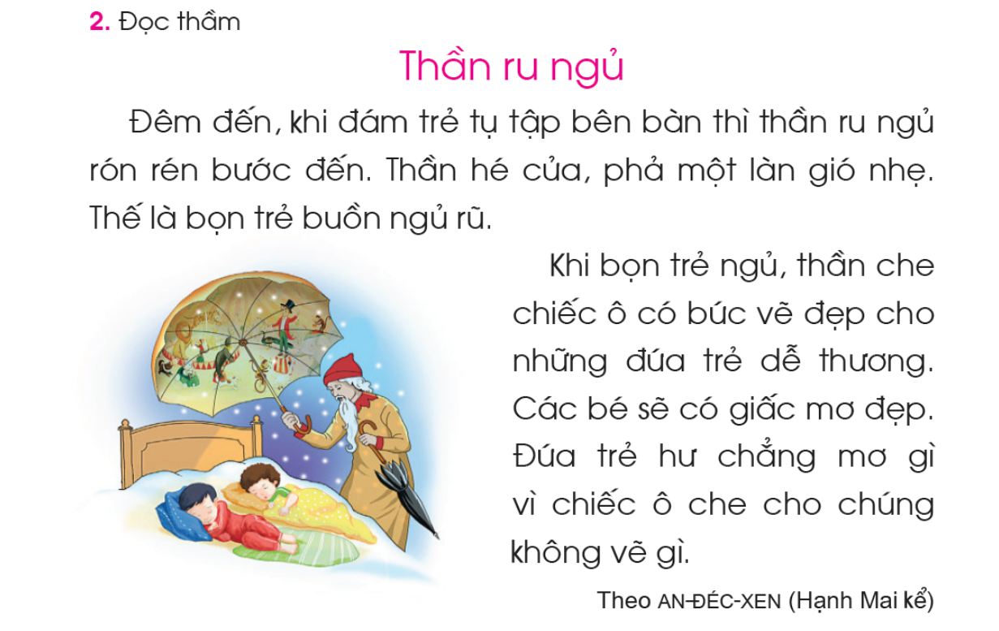 2. Đọc thầm
Thần ru ngủ
Đêm đến, khi đám trẻ tụ tập bên bàn thì thần ru ngủ
rón rén bước đến. Thần hé cửa, phả một làn gió nhẹ.
Thế là bọn trẻ buồn ngủ rũ.
Khi bọn trẻ ngủ, thần che
chiếc ô có bức vẽ đẹp cho
những đứa trẻ dễ thương.
Các bé sẽ có giấc mơ đẹp.
Đứa trẻ hư chẳng mơ gì
vì chiếc ô che cho chúng
không vẽ gì.
Theo AN-ĐÉC-XEN (Hạnh Mai kể)